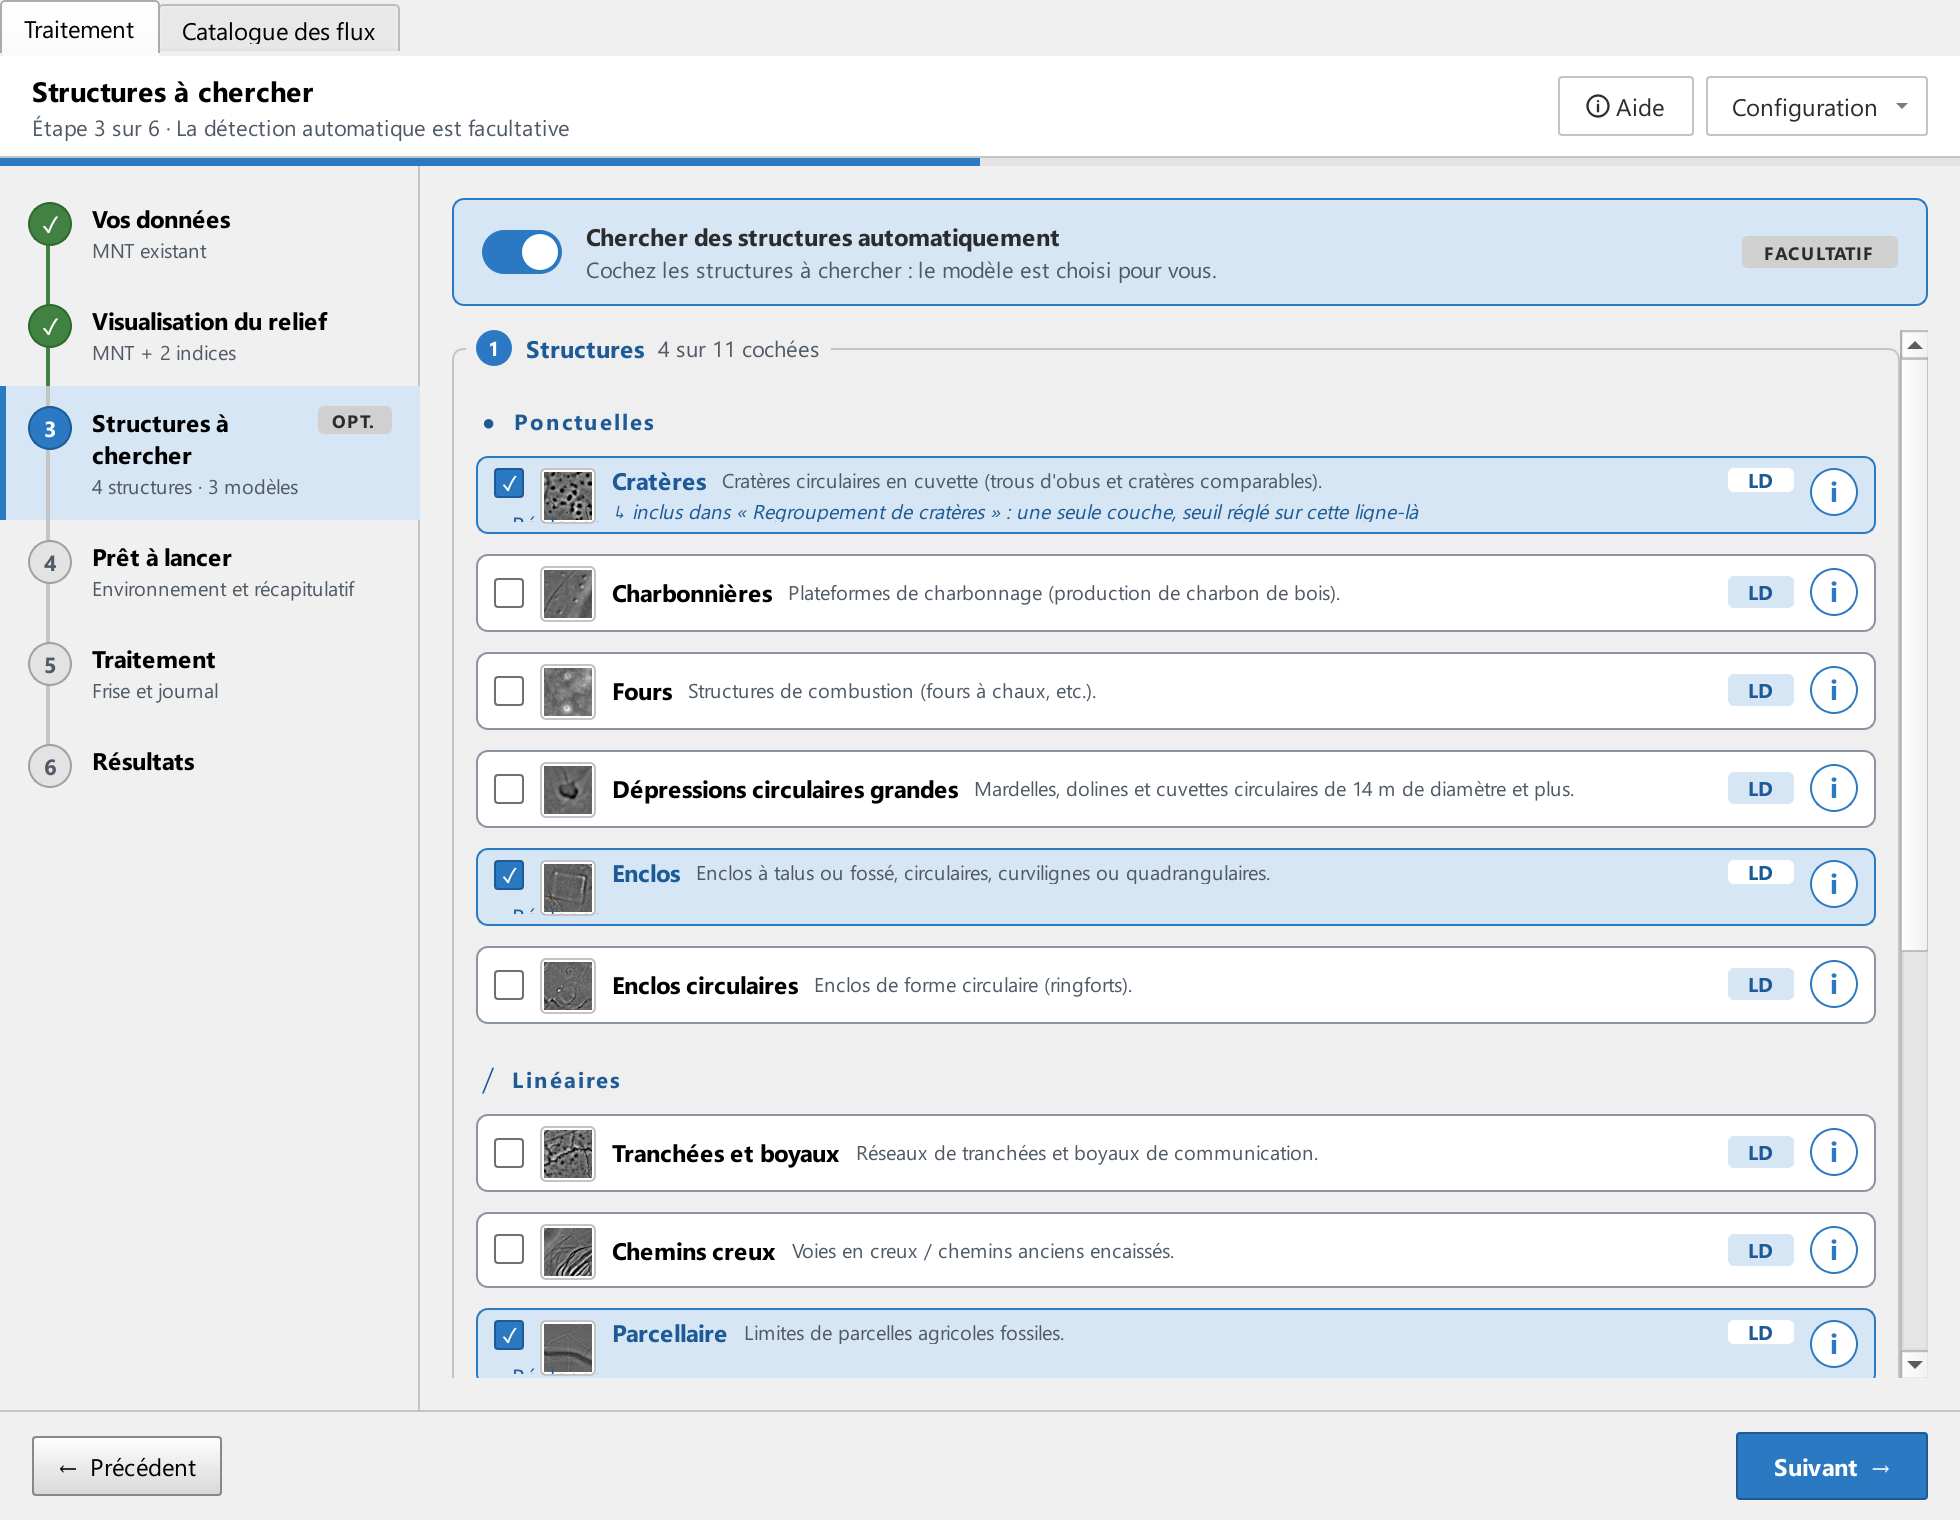 Traitement
Catalogue des flux
Structures à chercher
Étape 3 sur 6 · La détection automatique est facultative
Aide
Configuration
✓ Vos données
MNT existant
✓ Visualisation du relief
MNT + 2 indices
3 Structures à chercher OPT.
4 structures · 3 modèles
4 Prêt à lancer
Environnement et récapitulatif
5 Traitement
Frise et journal
6 Résultats
Chercher des structures automatiquement
Cochez les structures à chercher : le modèle est choisi pour vous.
FACULTATIF
1 Structures 4 sur 11 cochées
• Ponctuelles
Cratères Cratères circulaires en cuvette (trous d'obus et cratères comparables). LD i
↳ inclus dans « Regroupement de cratères » : une seule couche, seuil réglé sur cette ligne-là
Charbonnières Plateformes de charbonnage (production de charbon de bois). LD i
Fours Structures de combustion (fours à chaux, etc.). LD i
Dépressions circulaires grandes Mardelles, dolines et cuvettes circulaires de 14 m de diamètre et plus. LD i
Enclos Enclos à talus ou fossé, circulaires, curvilignes ou quadrangulaires. LD i
Enclos circulaires Enclos de forme circulaire (ringforts). LD i
/ Linéaires
Tranchées et boyaux Réseaux de tranchées et boyaux de communication. LD i
Chemins creux Voies en creux / chemins anciens encaissés. LD i
Parcellaire Limites de parcelles agricoles fossiles. LD i
← Précédent
Suivant →